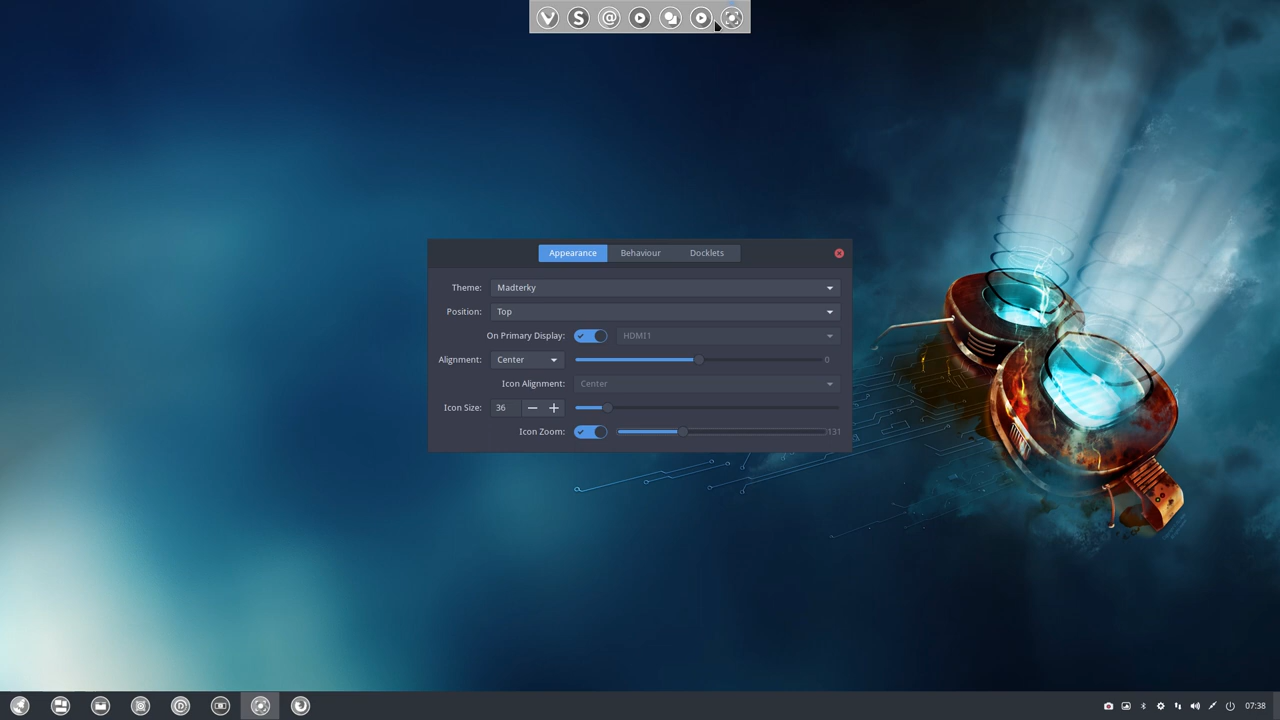 Appearance Behaviour Docklets
Theme: Madterky
Position: Top
On Primary Display: HDMI1
Alignment: Center 0
Icon Alignment: Center
Icon Size: 36
Icon Zoom: 131
07:38